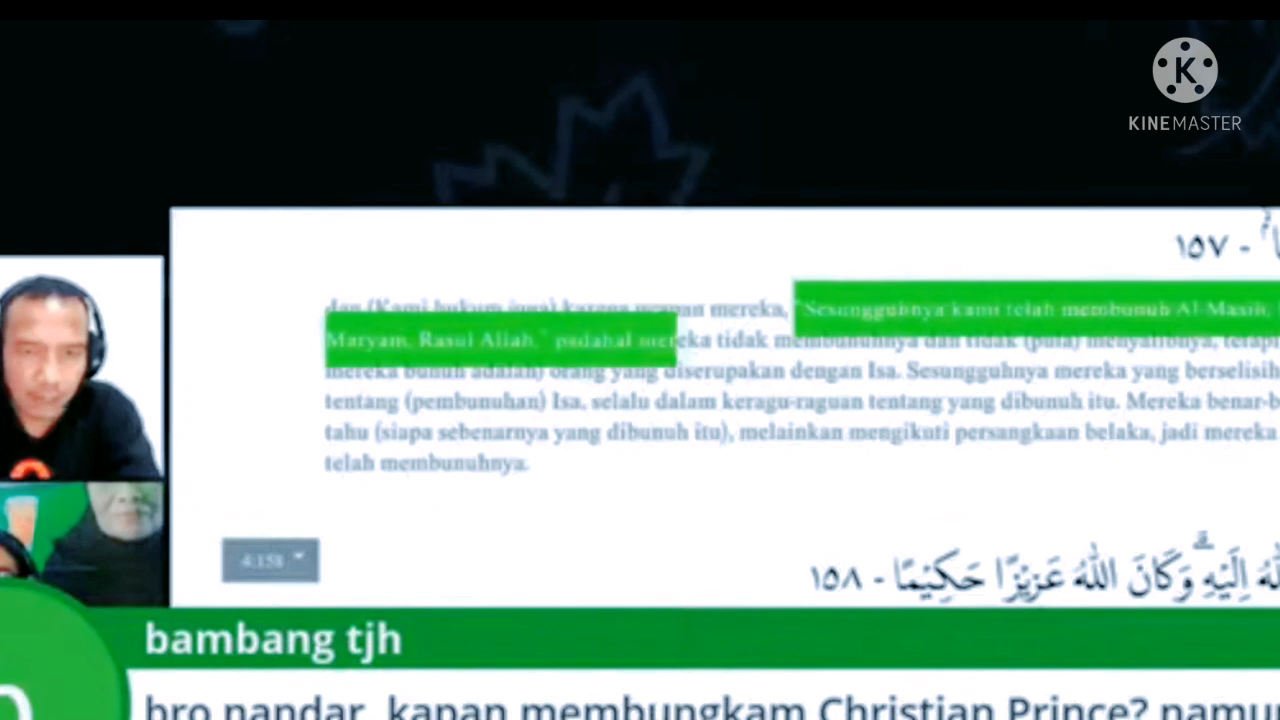 KINEMASTER
ا ۚ - ١٥٧
dan (Kami hukum juga) karena ucapan mereka, "Sesungguhnya kami telah membunuh Al-Masih,
Maryam, Rasul Allah," padahal mereka tidak membunuhnya dan tidak (pula) menyalibnya, tetapi
mereka bunuh adalah) orang yang diserupakan dengan Isa. Sesungguhnya mereka yang berselisih
tentang (pembunuhan) Isa, selalu dalam keragu-raguan tentang yang dibunuh itu. Mereka benar-b
tahu (siapa sebenarnya yang dibunuh itu), melainkan mengikuti persangkaan belaka, jadi mereka
telah membunuhnya.
4:158
اِلَيْهِ ۗوَكَانَ اللّٰهُ عَزِيْزًا حَكِيْمًا - ١٥٨
bambang tjh
bro nandar, kapan membungkam Christian Prince? namu